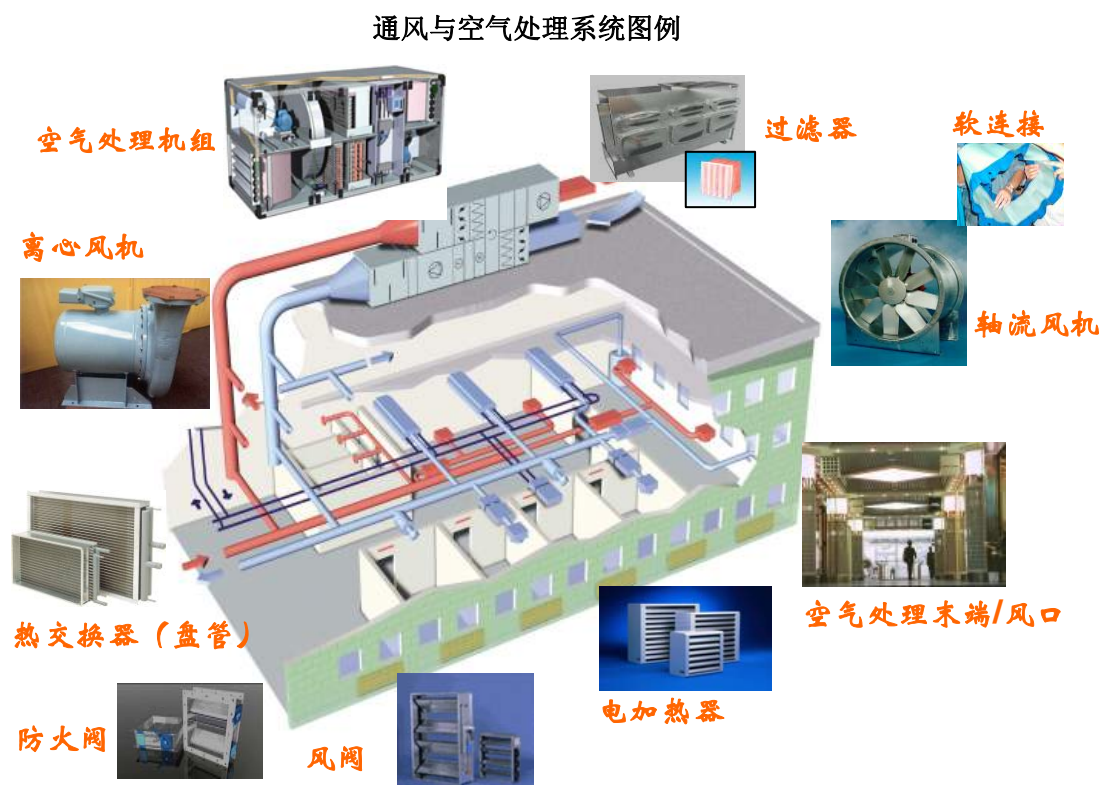 通风与空气处理系统图例
空气处理机组
过滤器
软连接
离心风机
轴流风机
热交换器（盘管）
空气处理末端/风口
电加热器
防火阀
风阀